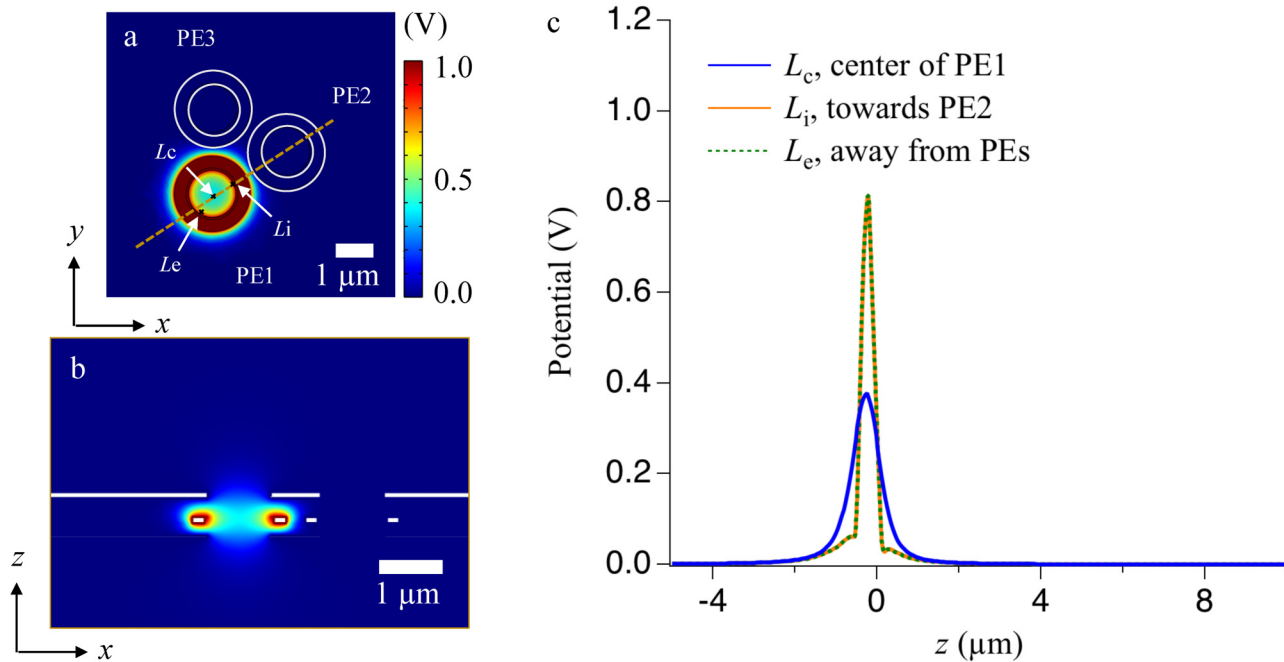 a
(V)
PE3
PE2
Lc
Li
Le
PE1
1 µm
1.0
0.5
0.0
y
x
b
1 µm
z
x
c
1.2
1.0
0.8
0.6
0.4
0.2
0.0
Potential (V)
Lc, center of PE1
Li, towards PE2
Le, away from PEs
-4
0
4
8
z (µm)